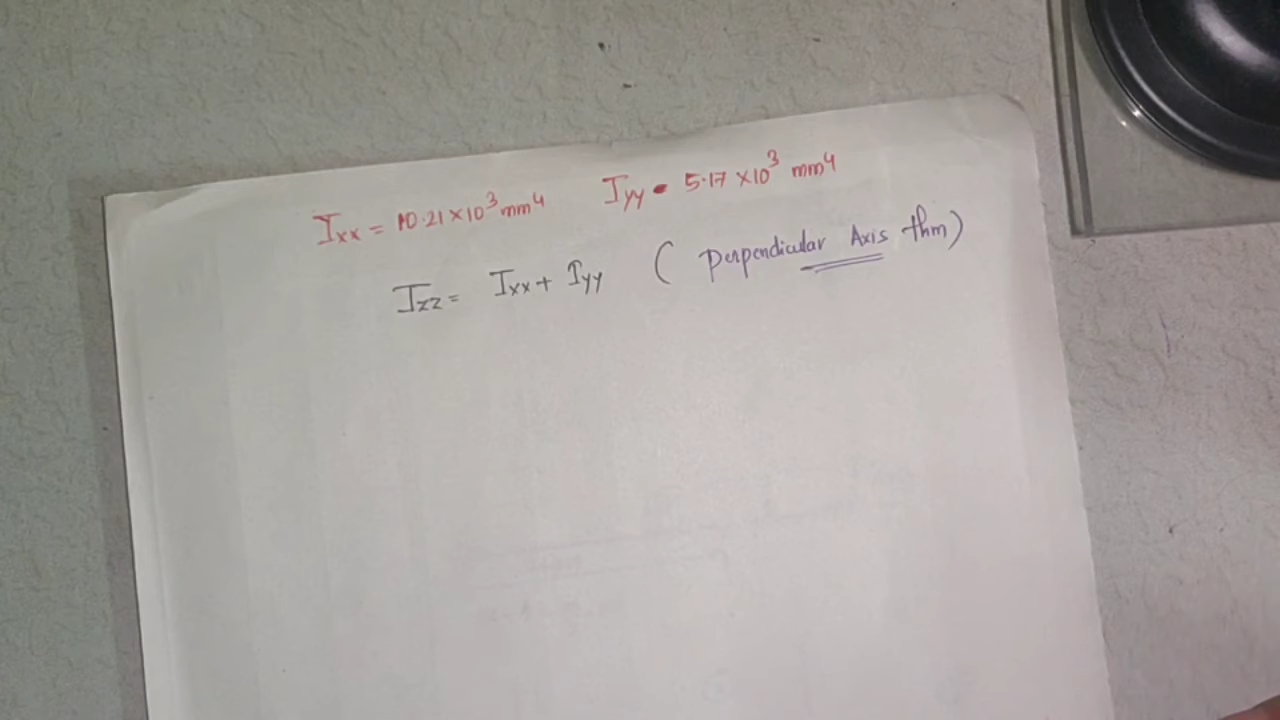 Ixx = 10.21 ×10³ mm⁴ Iyy = 5.17 ×10³ mm⁴
Izz = Ixx + Iyy ( Perpendicular Axis thm)